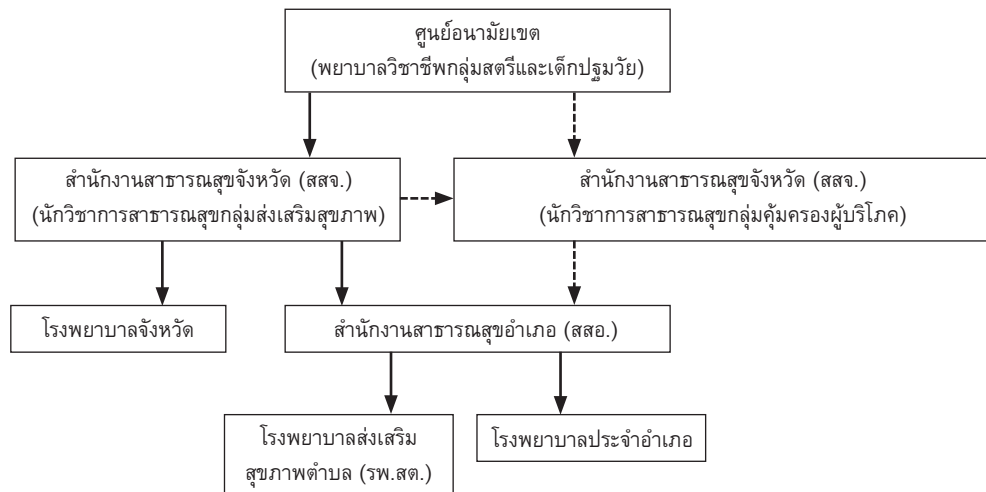 ศูนย์อนามัยเขต
(พยาบาลวิชาชีพกลุ่มสตรีและเด็กปฐมวัย)
สำนักงานสาธารณสุขจังหวัด (สสจ.)
(นักวิชาการสาธารณสุขกลุ่มส่งเสริมสุขภาพ)
สำนักงานสาธารณสุขจังหวัด (สสจ.)
(นักวิชาการสาธารณสุขกลุ่มคุ้มครองผู้บริโภค)
โรงพยาบาลจังหวัด
สำนักงานสาธารณสุขอำเภอ (สสอ.)
โรงพยาบาลส่งเสริม
สุขภาพตำบล (รพ.สต.)
โรงพยาบาลประจำอำเภอ